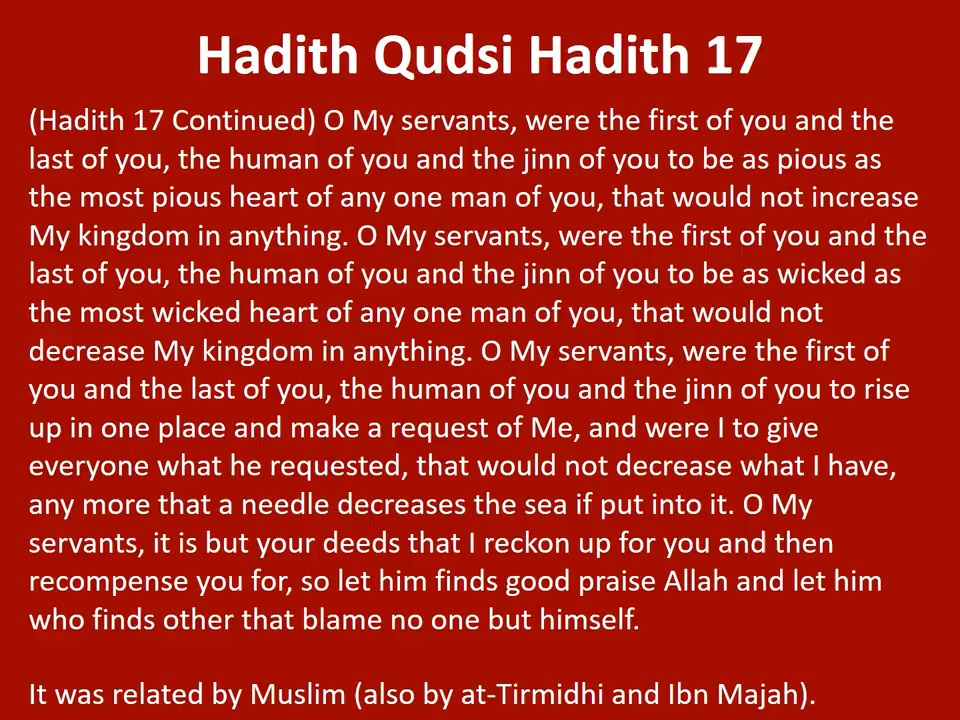 Hadith Qudsi Hadith 17
(Hadith 17 Continued) O My servants, were the first of you and the
last of you, the human of you and the jinn of you to be as pious as
the most pious heart of any one man of you, that would not increase
My kingdom in anything. O My servants, were the first of you and the
last of you, the human of you and the jinn of you to be as wicked as
the most wicked heart of any one man of you, that would not
decrease My kingdom in anything. O My servants, were the first of
you and the last of you, the human of you and the jinn of you to rise
up in one place and make a request of Me, and were I to give
everyone what he requested, that would not decrease what I have,
any more that a needle decreases the sea if put into it. O My
servants, it is but your deeds that I reckon up for you and then
recompense you for, so let him finds good praise Allah and let him
who finds other that blame no one but himself.
It was related by Muslim (also by at-Tirmidhi and Ibn Majah).